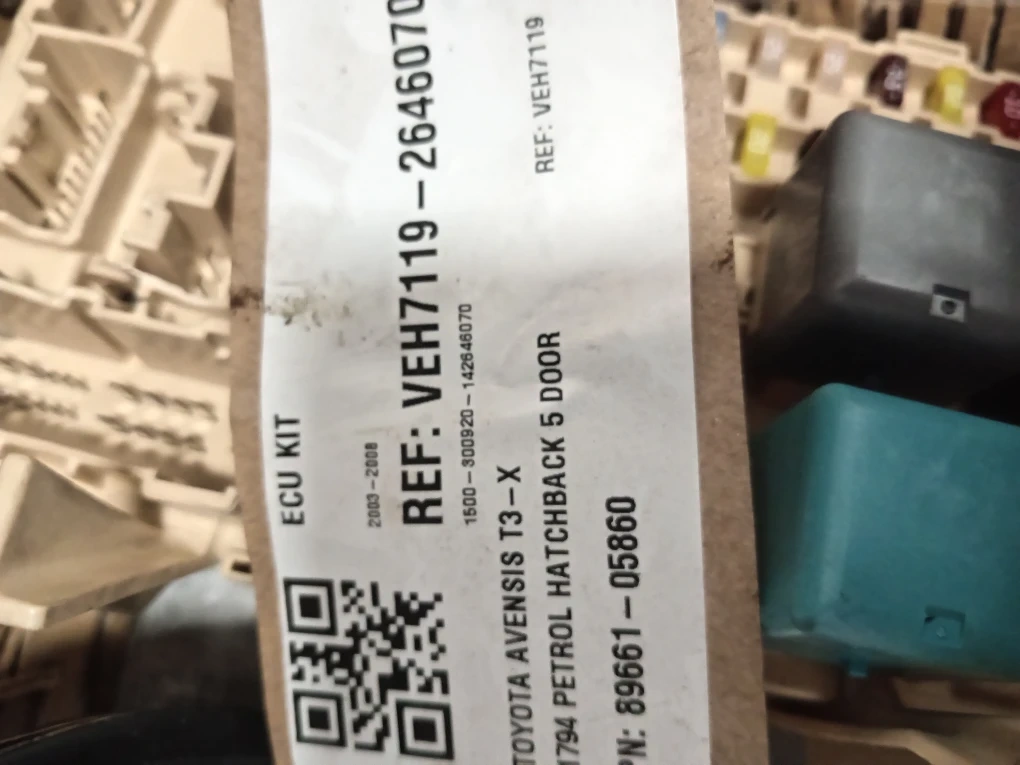 ECU KIT
2003-2008
REF: VEH7119-2646070
1500-300920-142646070
TOYOTA AVENSIS T3-X
REF: VEH7119
1794 PETROL HATCHBACK 5 DOOR
PN: 89661-05860